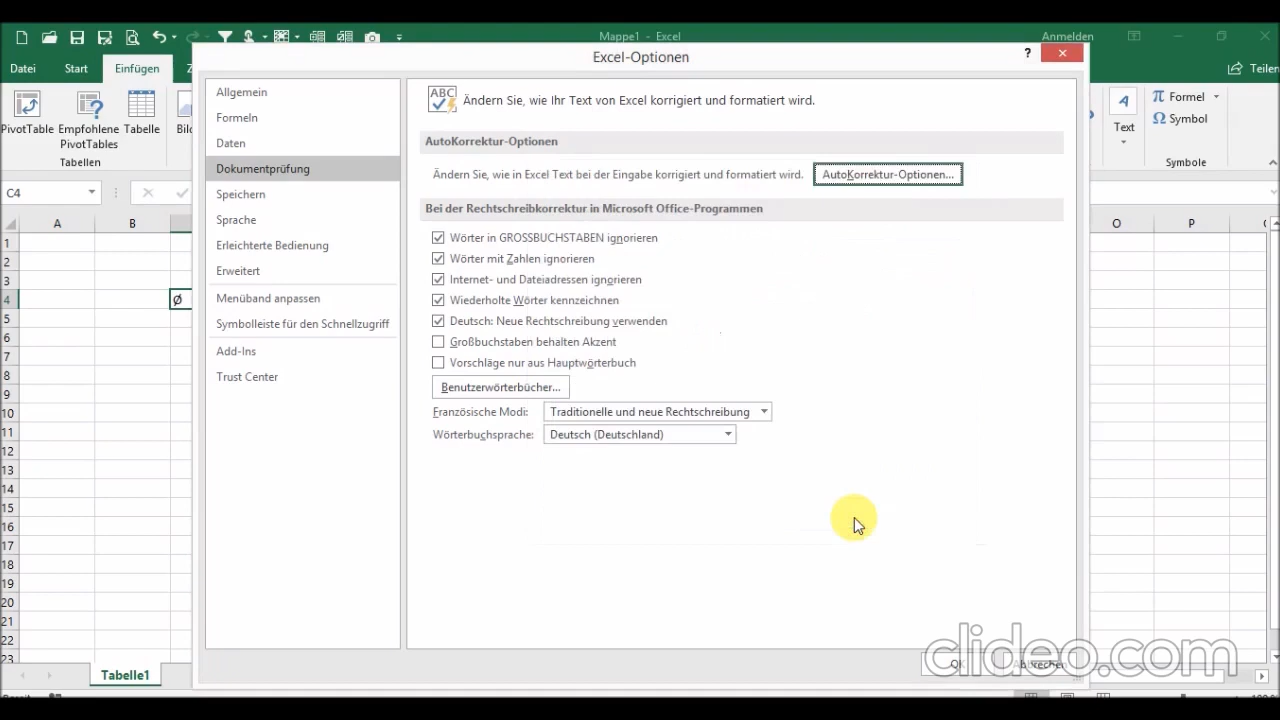 Mappe1 - Excel
Anmelden
Excel-Optionen
?
Datei
Start
Einfügen
Z
Teilen
PivotTable
Empfohlene PivotTables
Tabelle
Tabellen
Text
Formel
Symbol
Symbole
C4
A
B
O
P
1
2
3
4
Ø
5
6
7
8
9
10
11
12
13
14
15
16
17
18
19
20
21
22
23
Allgemein
Formeln
Daten
Dokumentprüfung
Speichern
Sprache
Erleichterte Bedienung
Erweitert
Menüband anpassen
Symbolleiste für den Schnellzugriff
Add-Ins
Trust Center
ABC
Ändern Sie, wie Ihr Text von Excel korrigiert und formatiert wird.
AutoKorrektur-Optionen
Ändern Sie, wie in Excel Text bei der Eingabe korrigiert und formatiert wird.
AutoKorrektur-Optionen...
Bei der Rechtschreibkorrektur in Microsoft Office-Programmen
Wörter in GROSSBUCHSTABEN ignorieren
Wörter mit Zahlen ignorieren
Internet- und Dateiadressen ignorieren
Wiederholte Wörter kennzeichnen
Deutsch: Neue Rechtschreibung verwenden
Großbuchstaben behalten Akzent
Vorschläge nur aus Hauptwörterbuch
Benutzerwörterbücher...
Französische Modi: Traditionelle und neue Rechtschreibung
Wörterbuchsprache: Deutsch (Deutschland)
OK
Abbrechen
clideo.com
Tabelle1